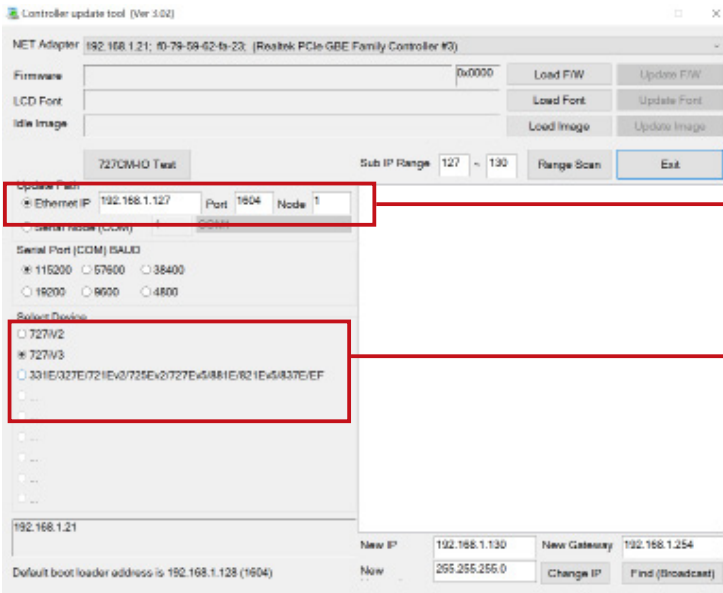 Controller update tool (Ver 3.02)
NET Adapter 192.168.1.21; f0-79-59-62-fa-23; (Realtek PCIe GBE Family Controller #3)
Firmware 0x0000 Load F/W Update F/W
LCD Font Load Font Update Font
Idle Image Load Image Update Image
727CM-IO Test Sub IP Range 127 ~ 130 Range Scan Exit
Update Path
Ethernet IP 192.168.1.127 Port 1604 Node 1
Serial Node (COM)
Serial Port (COM) BAUD
115200 57600 38400
19200 9600 4800
Select Device
727iV2
727iV3
331E/327E/721Ev2/725Ev2/727Ev5/881E/821Ev5/837E/EF
...
...
...
...
...
...
192.168.1.21
New IP 192.168.1.130 New Gateway 192.168.1.254
Default boot loader address is 192.168.1.128 (1604) New 255.255.255.0 Change IP Find (Broadcast)